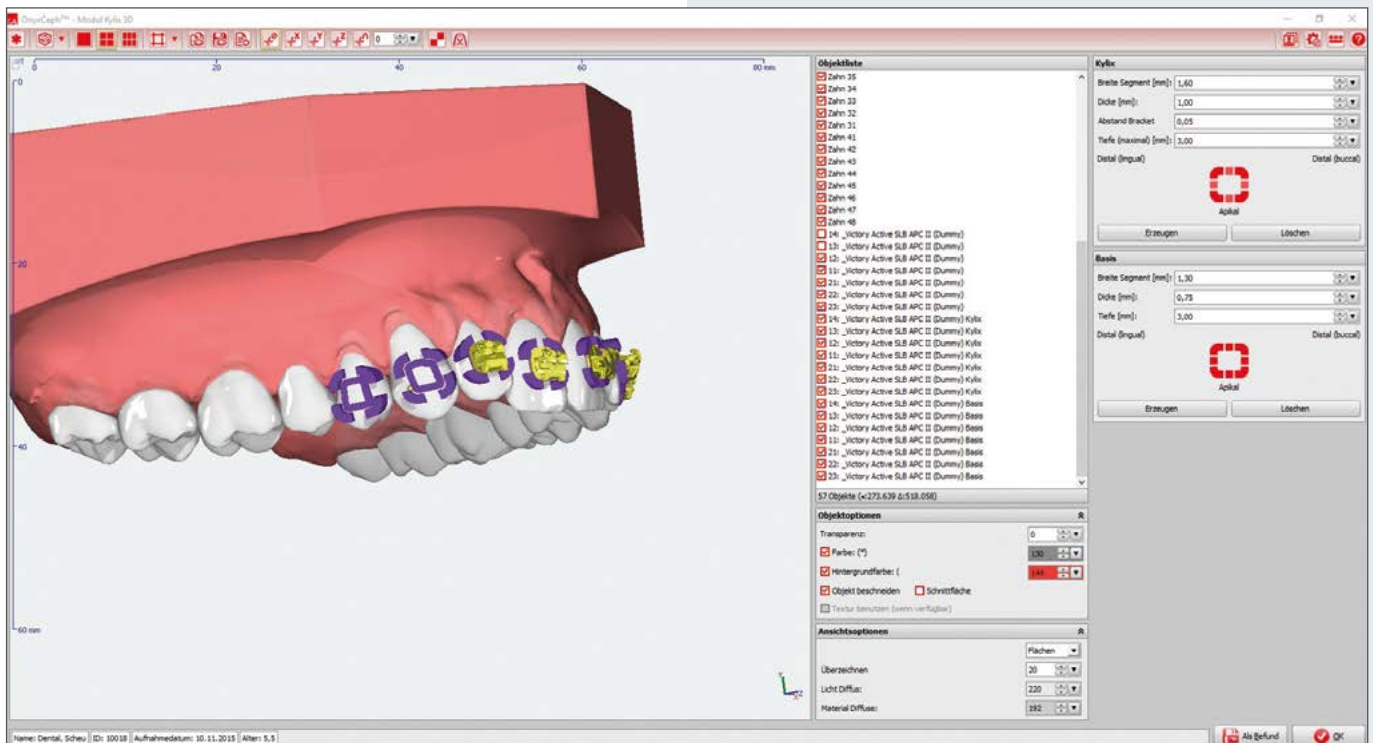 OnyxCeph™ - Modul Kylix 3D
0
0 20 40 60 80 mm
0
20
40
60 mm
Y
Z
X
Objektliste
Zahn 35
Zahn 34
Zahn 33
Zahn 32
Zahn 31
Zahn 41
Zahn 42
Zahn 43
Zahn 44
Zahn 45
Zahn 46
Zahn 47
Zahn 48
14: _Victory Active SLB APC II (Dummy)
13: _Victory Active SLB APC II (Dummy)
12: _Victory Active SLB APC II (Dummy)
11: _Victory Active SLB APC II (Dummy)
21: _Victory Active SLB APC II (Dummy)
22: _Victory Active SLB APC II (Dummy)
23: _Victory Active SLB APC II (Dummy)
14: _Victory Active SLB APC II (Dummy) Kylix
13: _Victory Active SLB APC II (Dummy) Kylix
12: _Victory Active SLB APC II (Dummy) Kylix
11: _Victory Active SLB APC II (Dummy) Kylix
21: _Victory Active SLB APC II (Dummy) Kylix
22: _Victory Active SLB APC II (Dummy) Kylix
23: _Victory Active SLB APC II (Dummy) Kylix
14: _Victory Active SLB APC II (Dummy) Basis
13: _Victory Active SLB APC II (Dummy) Basis
12: _Victory Active SLB APC II (Dummy) Basis
11: _Victory Active SLB APC II (Dummy) Basis
21: _Victory Active SLB APC II (Dummy) Basis
22: _Victory Active SLB APC II (Dummy) Basis
23: _Victory Active SLB APC II (Dummy) Basis
57 Objekte (•:273.639 Δ:518.058)
Objektoptionen
Transparenz: 0
Farbe: (*) 130
Hintergrundfarbe: ( 144
Objekt beschneiden Schnittfläche
Textur benutzen (wenn verfügbar)
Ansichtsoptionen
Flächen
Überzeichnen 20
Licht Diffus: 220
Material Diffuse: 192
Kylix
Breite Segment [mm]: 1,60
Dicke [mm]: 1,00
Abstand Bracket 0,05
Tiefe (maximal) [mm]: 3,00
Distal (lingual) Distal (buccal)
Apikal
Erzeugen Löschen
Basis
Breite Segment [mm]: 1,30
Dicke [mm]: 0,75
Tiefe [mm]: 3,00
Distal (lingual) Distal (buccal)
Apikal
Erzeugen Löschen
Name: Dental, Scheu ID: 10018 Aufnahmedatum: 10.11.2015 Alter: 5.5
Als Befund OK